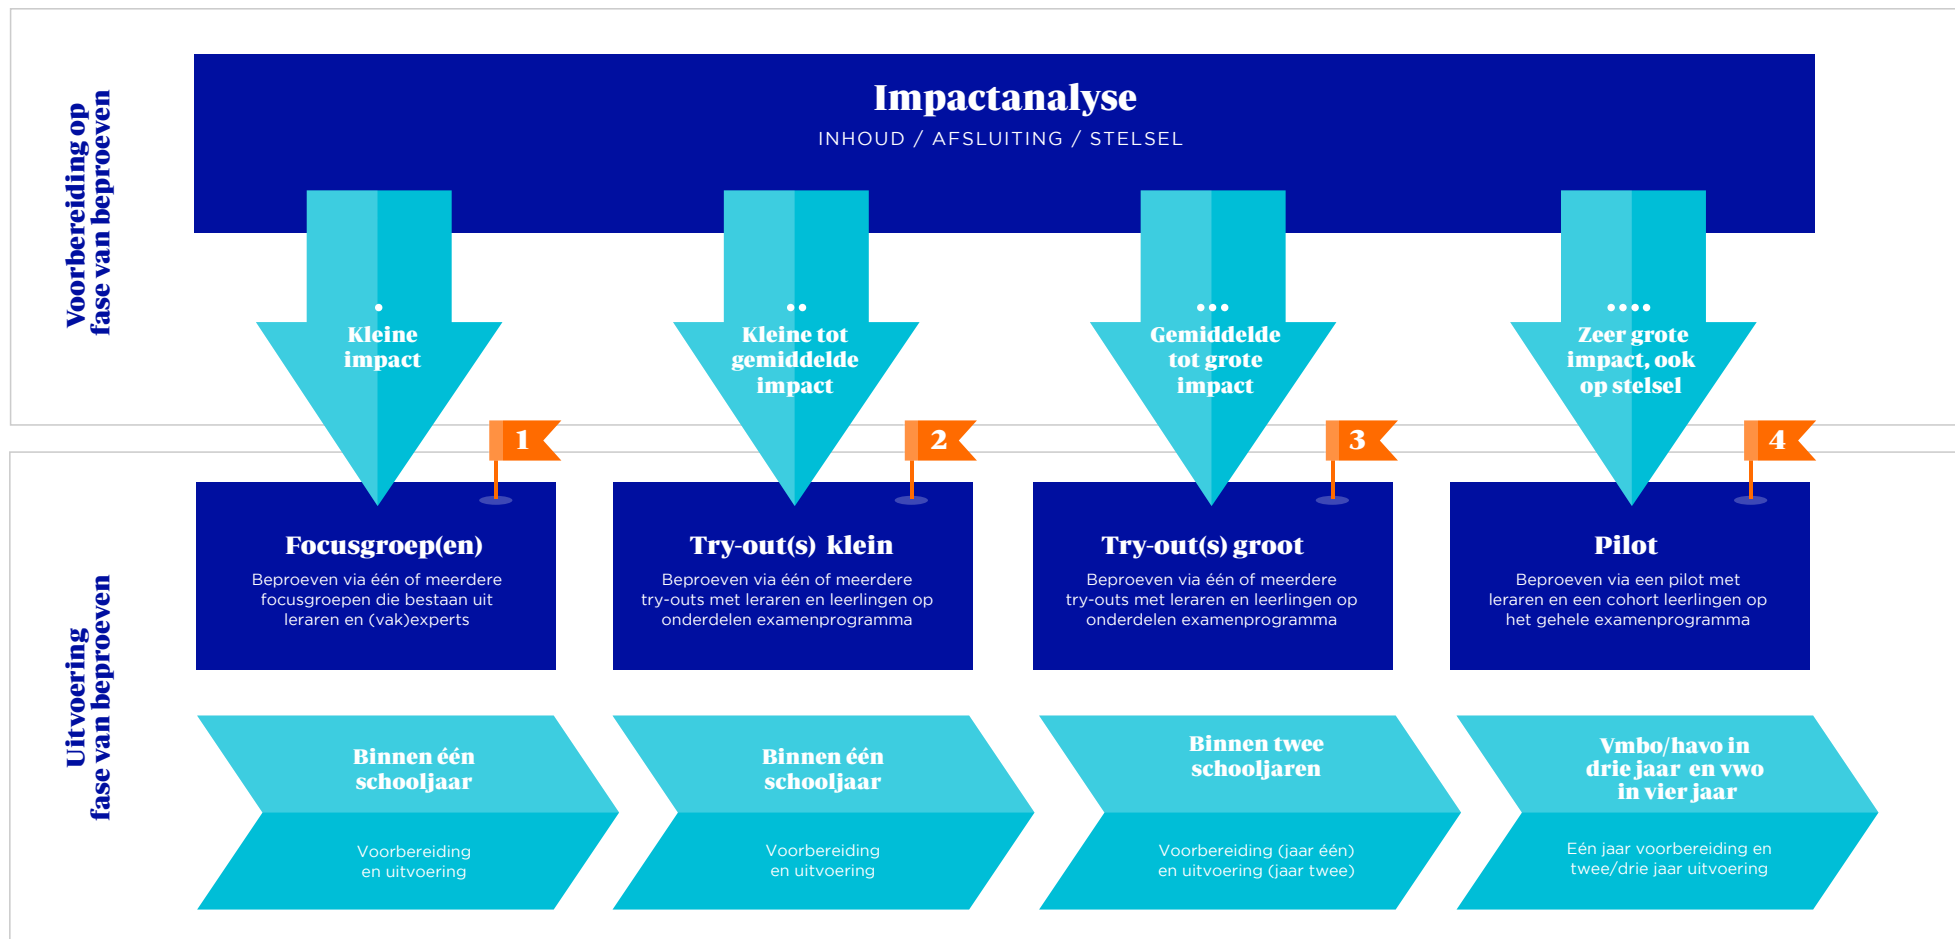 Voorbereiding op
fase van beproeven
Impactanalyse
INHOUD / AFSLUITING / STELSEL
Kleine
impact
Kleine tot
gemiddelde
impact
Gemiddelde
tot grote
impact
Zeer grote
impact, ook
op stelsel
Uitvoering
fase van beproeven
1
Focusgroep(en)
Beproeven via één of meerdere
focusgroepen die bestaan uit
leraren en (vak)experts
2
Try-out(s) klein
Beproeven via één of meerdere
try-outs met leraren en leerlingen op
onderdelen examenprogramma
3
Try-out(s) groot
Beproeven via één of meerdere
try-outs met leraren en leerlingen op
onderdelen examenprogramma
4
Pilot
Beproeven via een pilot met
leraren en een cohort leerlingen op
het gehele examenprogramma
Binnen één
schooljaar
Voorbereiding
en uitvoering
Binnen één
schooljaar
Voorbereiding
en uitvoering
Binnen twee
schooljaren
Voorbereiding (jaar één)
en uitvoering (jaar twee)
Vmbo/havo in
drie jaar en vwo
in vier jaar
Eén jaar voorbereiding en
twee/drie jaar uitvoering